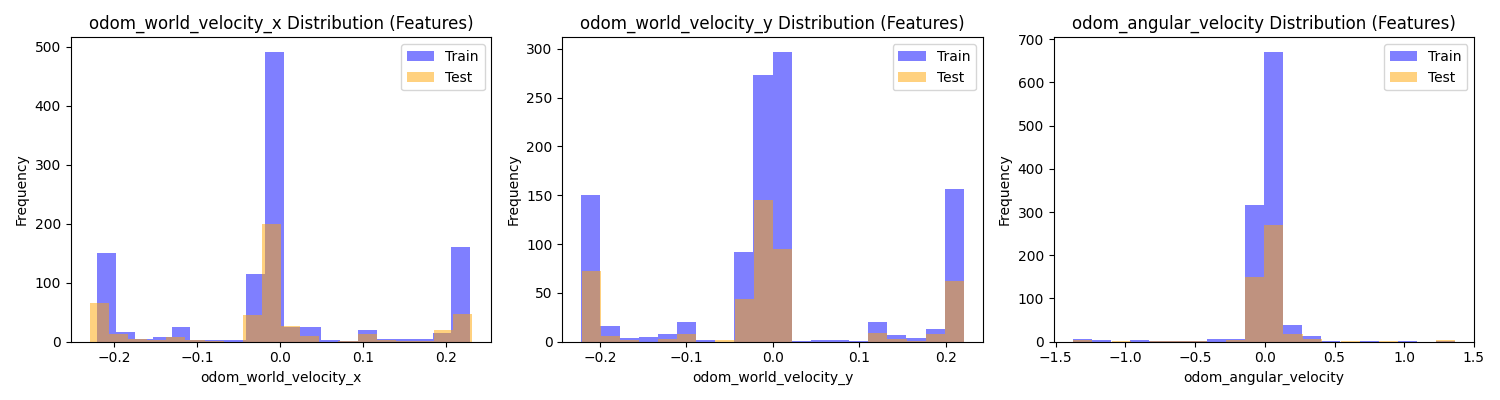 odom_world_velocity_x Distribution (Features)
500
400
300
200
100
0
Frequency
−0.2
−0.1
0.0
0.1
0.2
odom_world_velocity_x
Train
Test
odom_world_velocity_y Distribution (Features)
300
250
200
150
100
50
0
Frequency
−0.2
−0.1
0.0
0.1
0.2
odom_world_velocity_y
Train
Test
odom_angular_velocity Distribution (Features)
700
600
500
400
300
200
100
0
Frequency
−1.5
−1.0
−0.5
0.0
0.5
1.0
1.5
odom_angular_velocity
Train
Test